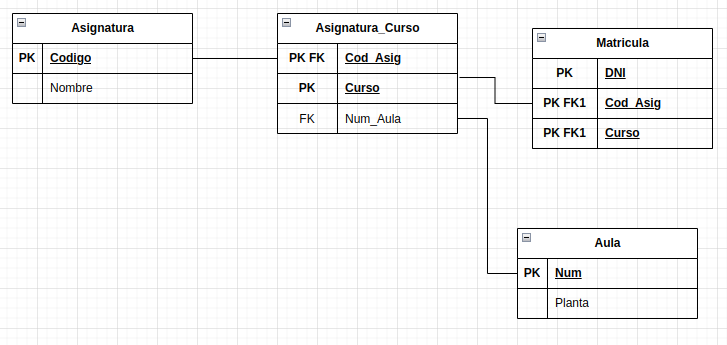 Asignatura
PK Codigo
Nombre
Asignatura_Curso
PK FK Cod_Asig
PK Curso
FK Num_Aula
Matricula
PK DNI
PK FK1 Cod_Asig
PK FK1 Curso
Aula
PK Num
Planta